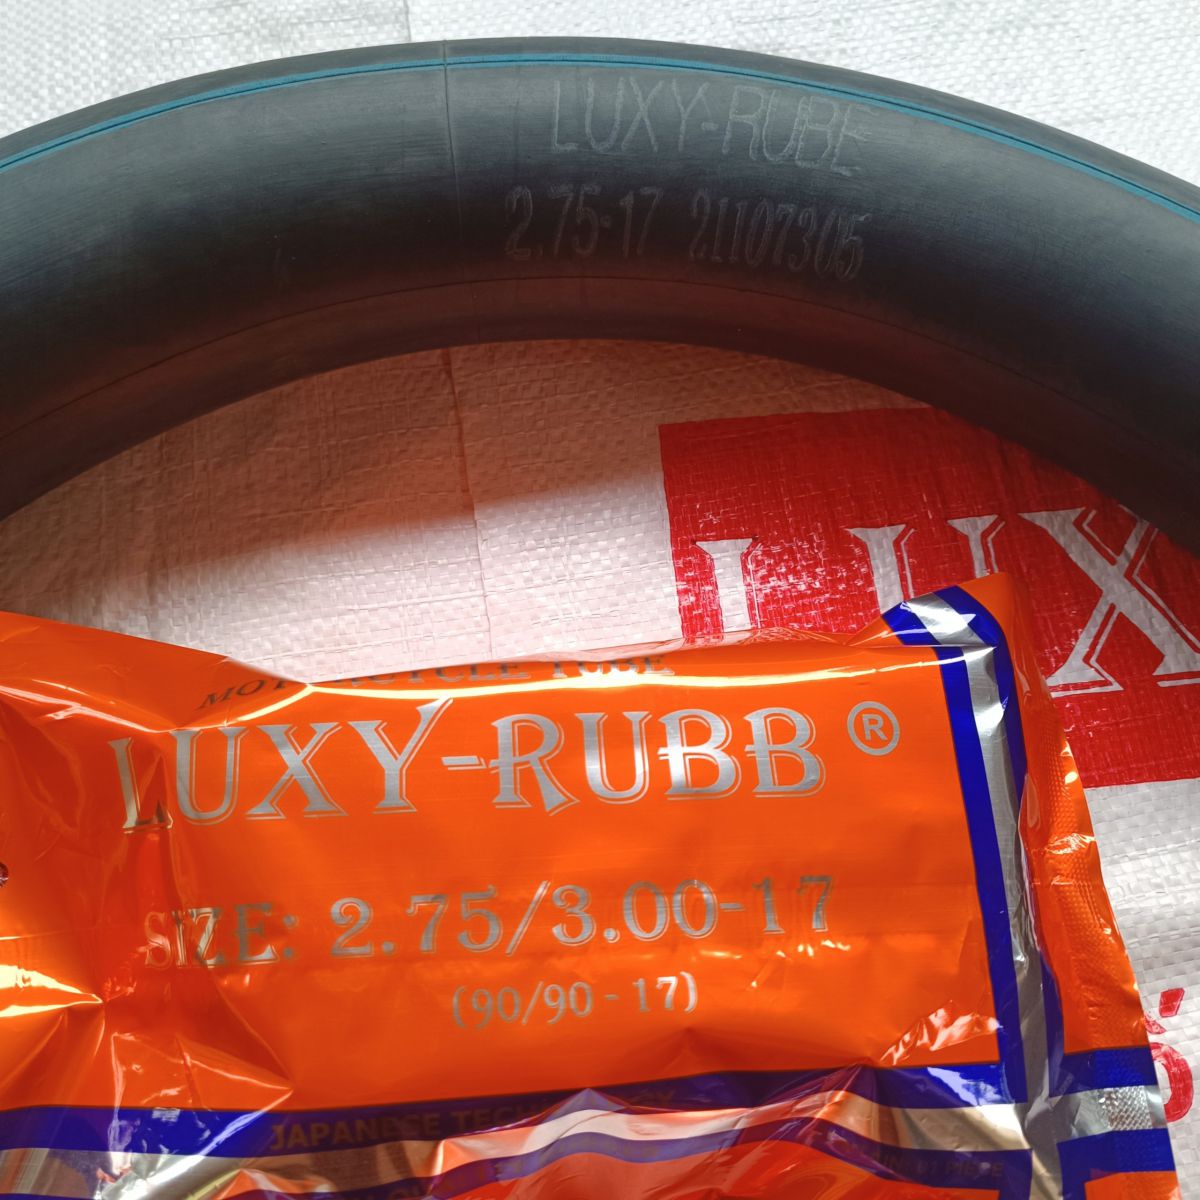 LUXY-RUBE
2.75-17 21107305
LUX
MOTORCYCLE TUBE
LUXY-RUBB ®
SIZE: 2.75/3.00-17
(90/90-17)
JAPANESE TECHNOLOGY